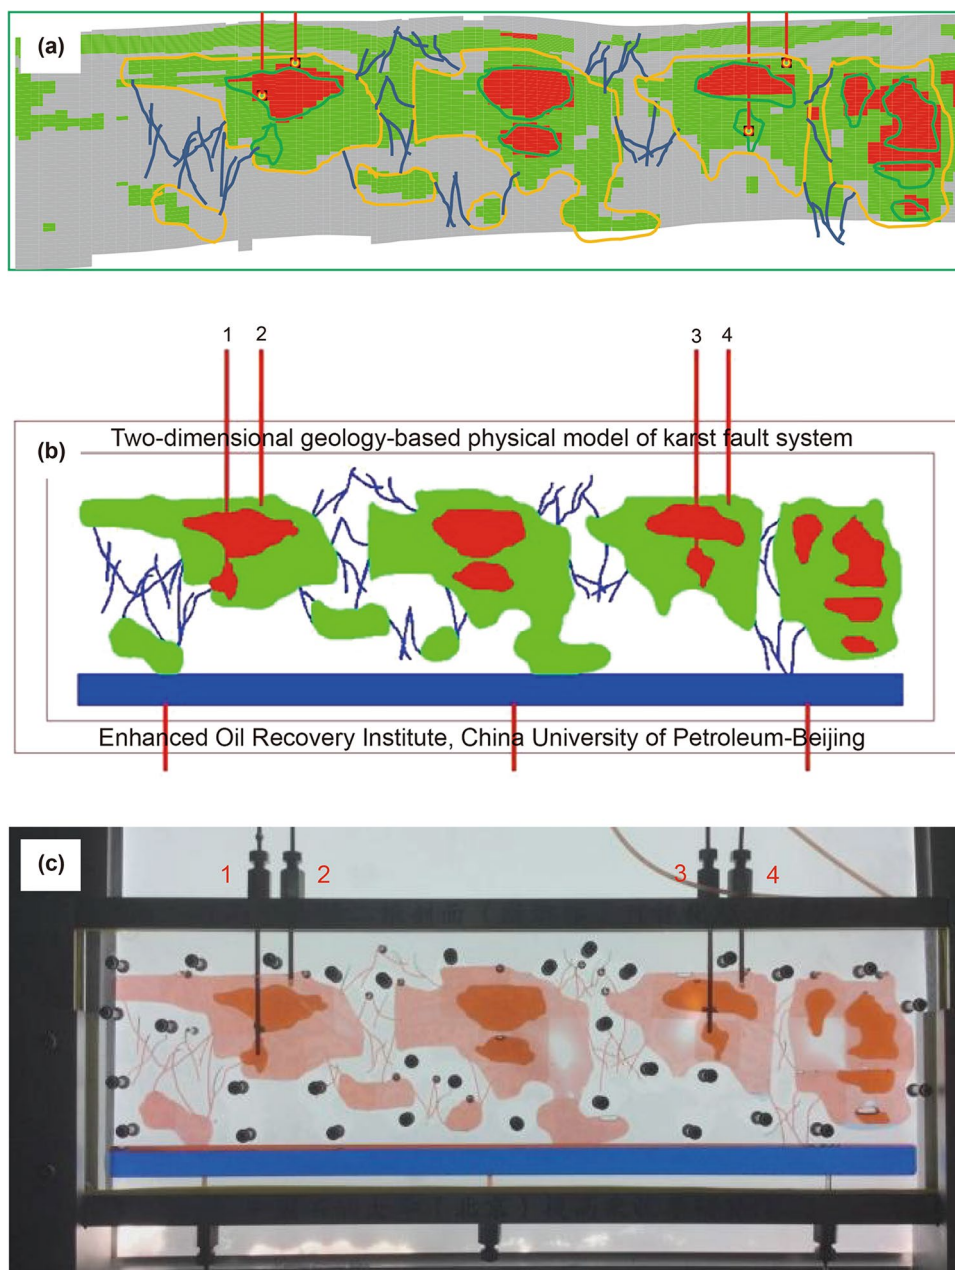 (a)
1 2 3 4
(b)
Two-dimensional geology-based physical model of karst fault system
Enhanced Oil Recovery Institute, China University of Petroleum-Beijing
(c)
1 2 3 4